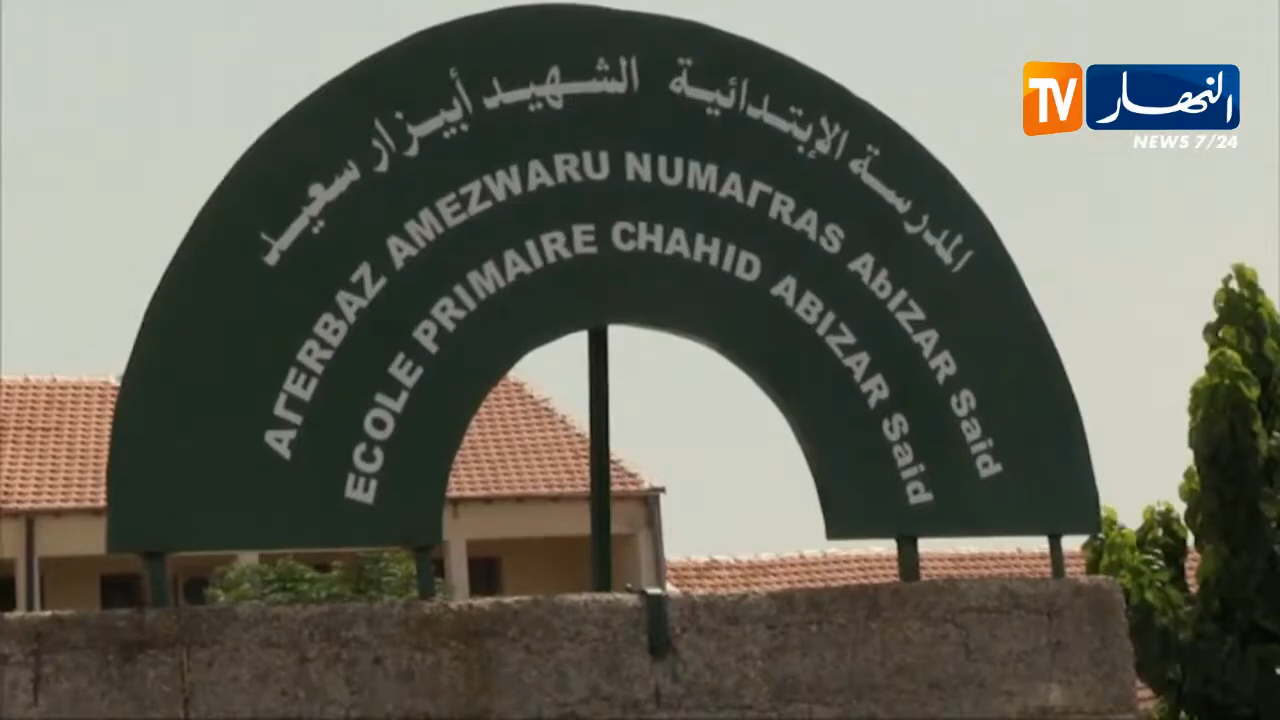 المدرسة الإبتدائية الشهيد أبيزار سعيد
AΓERBAZ AMEZWARU NUMAΓRAS AbIZAR Said
ECOLE PRIMAIRE CHAHID ABIZAR Said
TV النهار
NEWS 7/24